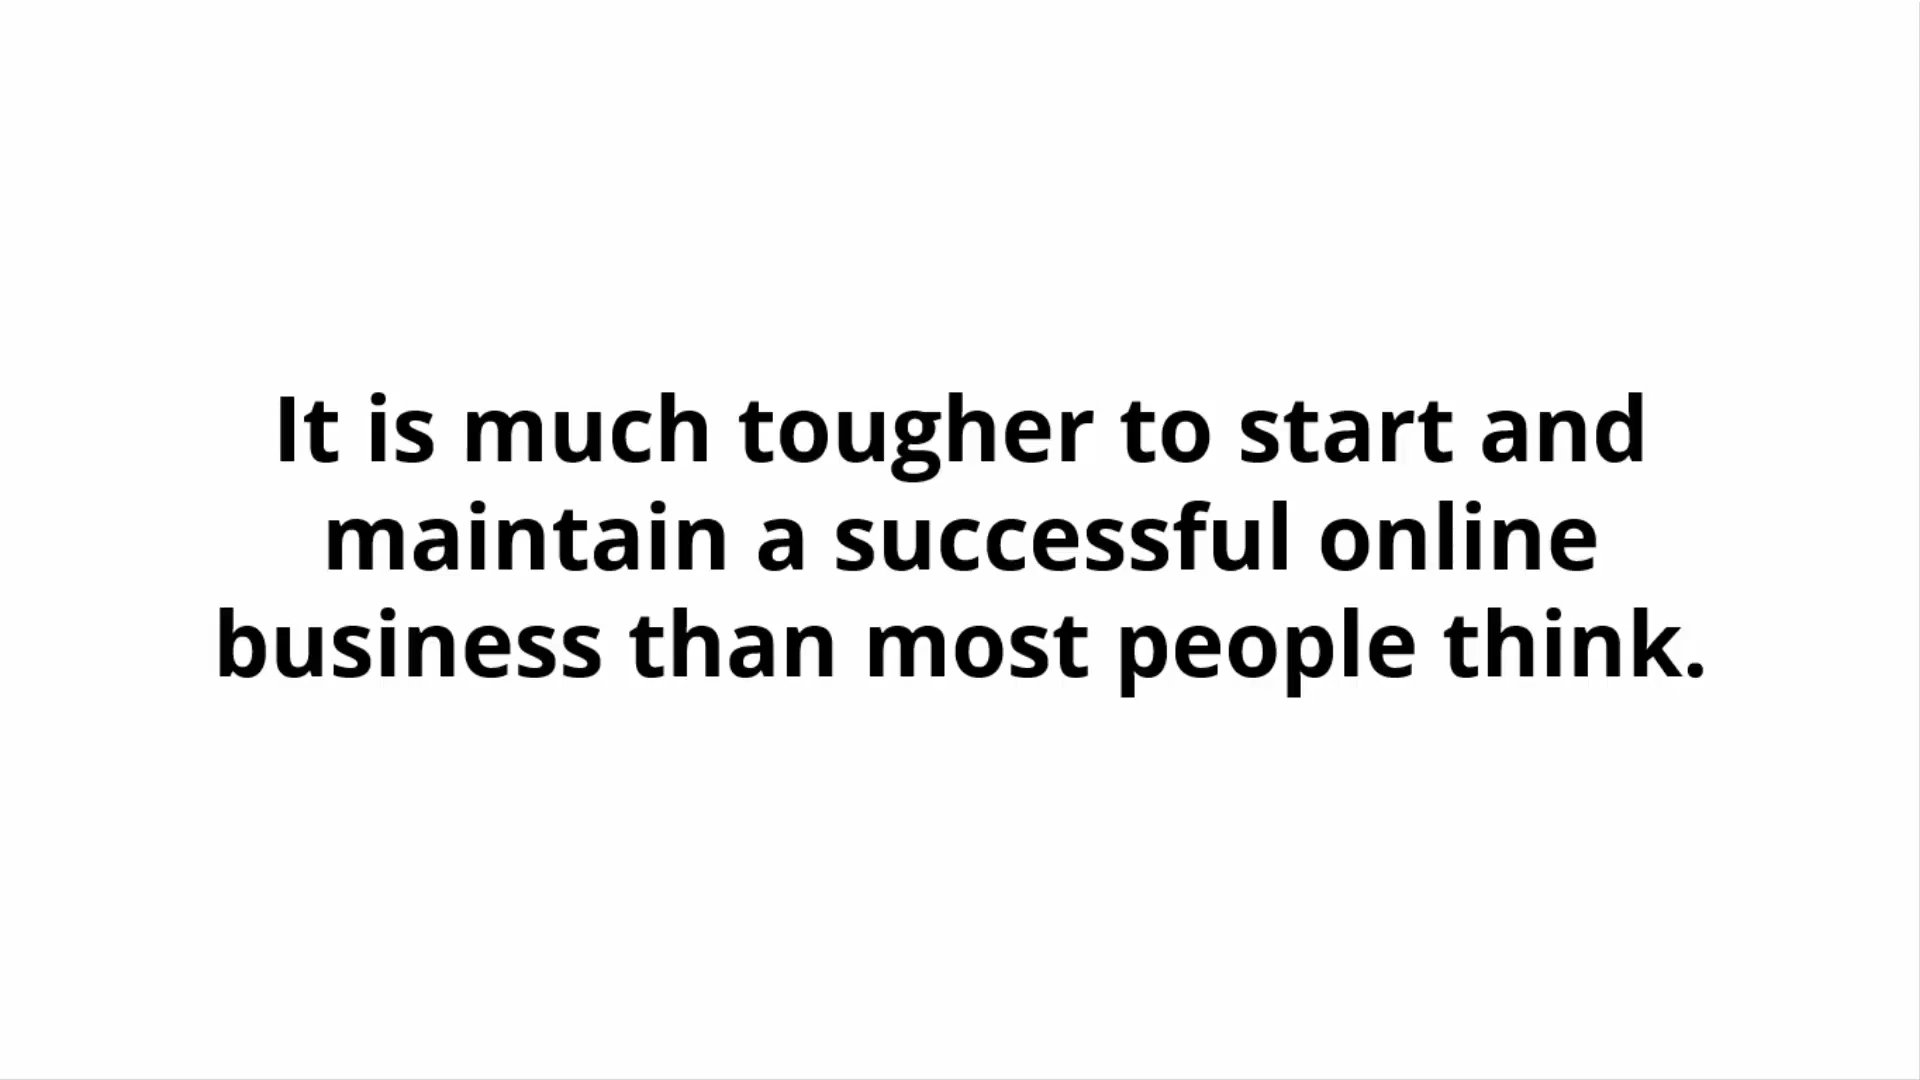 It is much tougher to start and
maintain a successful online
business than most people think.